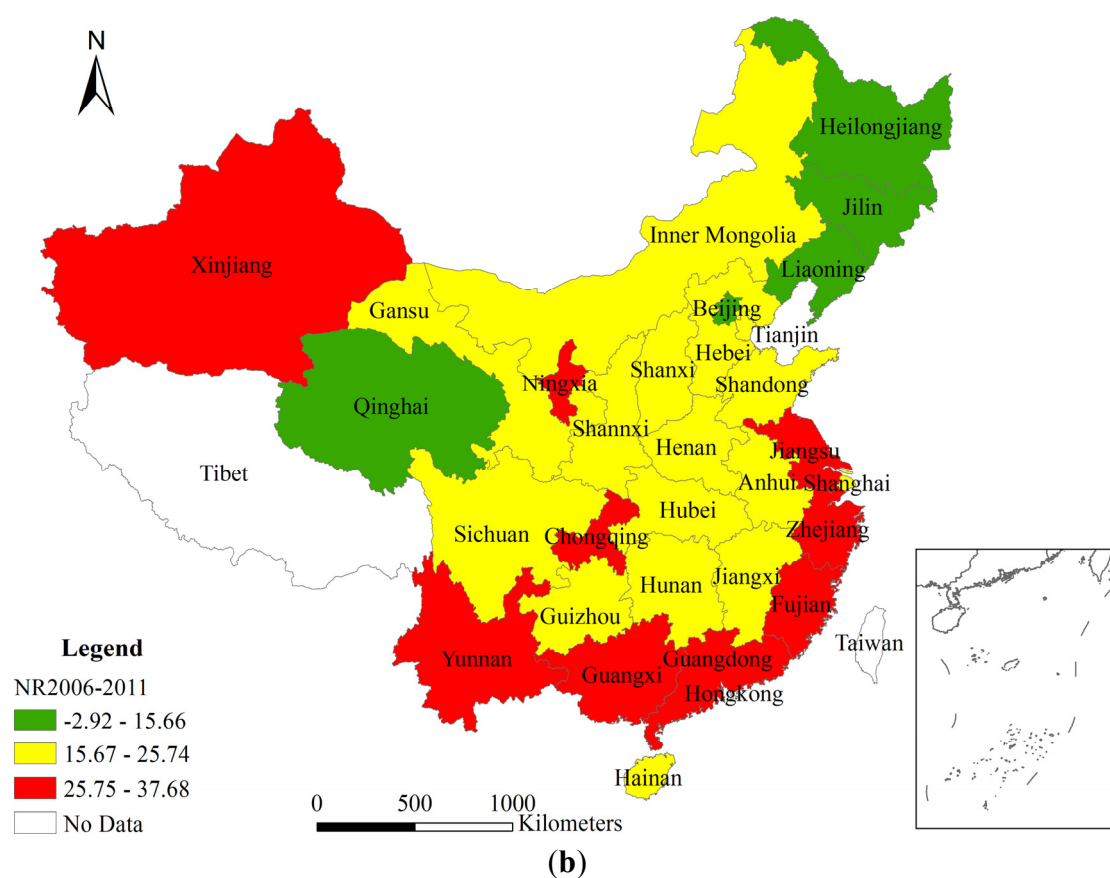 N
Heilongjiang
Jilin
Inner Mongolia
Liaoning
Xinjiang
Gansu
Beijing
Tianjin
Hebei
Ningxia
Shanxi
Shandong
Qinghai
Shannxi
Henan
Jiangsu
Tibet
Anhui
Shanghai
Hubei
Sichuan
Chongqing
Zhejiang
Hunan
Jiangxi
Fujian
Guizhou
Taiwan
Yunnan
Guangxi
Guangdong
Hongkong
Hainan
Legend
NR2006-2011
-2.92 - 15.66
15.67 - 25.74
25.75 - 37.68
No Data
0 500 1000
Kilometers
(b)